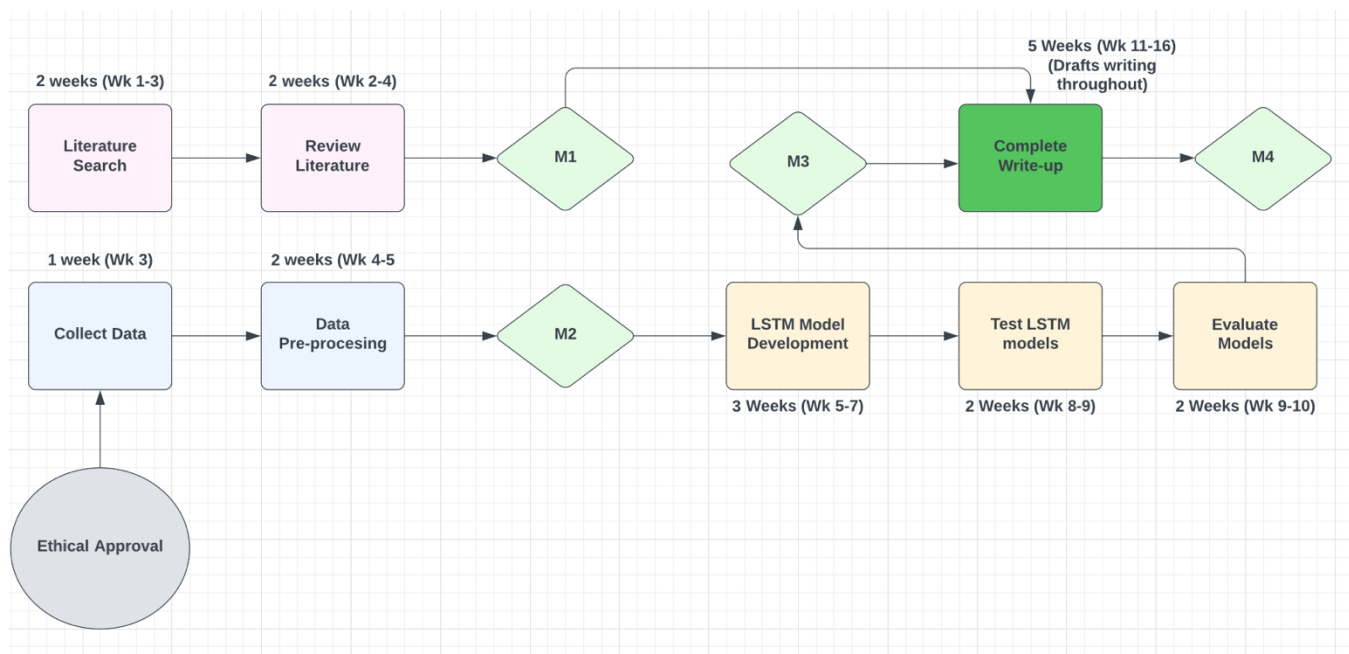 5 Weeks (Wk 11-16)
(Drafts writing
throughout)
2 weeks (Wk 1-3)
2 weeks (Wk 2-4)
Literature
Search
Review
Literature
M1
M3
Complete
Write-up
M4
1 week (Wk 3)
2 weeks (Wk 4-5
Collect Data
Data
Pre-procesing
M2
LSTM Model
Development
Test LSTM
models
Evaluate
Models
3 Weeks (Wk 5-7)
2 Weeks (Wk 8-9)
2 Weeks (Wk 9-10)
Ethical Approval